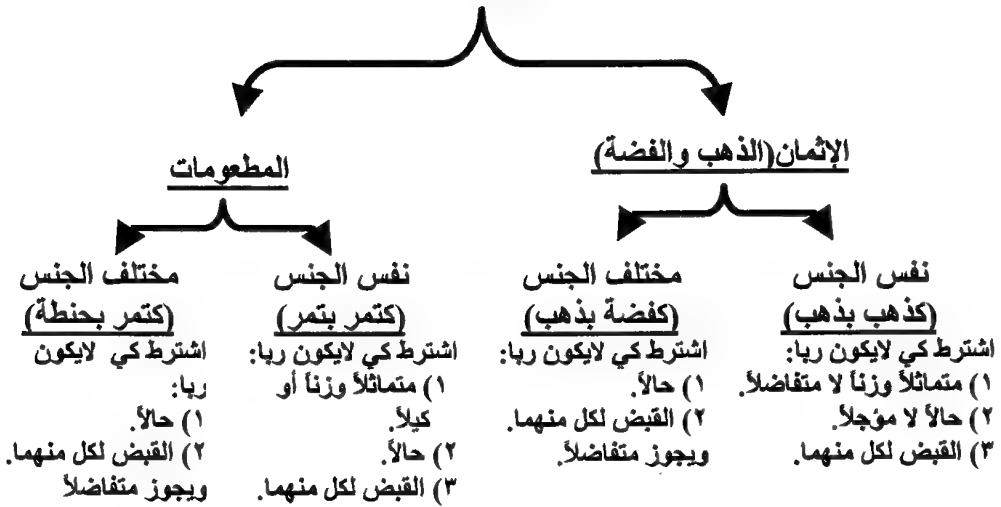 الإثمان(الذهب والفضة)
نفس الجنس
(كذهب بذهب)
اشترط كي لايكون ربا:
١) متماثلاً وزناً لا متفاضلاً.
٢) حالاً لا مؤجلاً.
٣) القبض لكل منهما.
مختلف الجنس
(كفضة بذهب)
اشترط كي لايكون ربا:
١) حالاً.
٢) القبض لكل منهما.
ويجوز متفاضلاً.
المطعومات
نفس الجنس
(كتمر بتمر)
اشترط كي لايكون ربا:
١) متماثلاً وزناً أو
كيلاً.
٢) حالاً.
٣) القبض لكل منهما.
مختلف الجنس
(كتمر بحنطة)
اشترط كي لايكون
ربا:
١) حالاً.
٢) القبض لكل منهما.
ويجوز متفاضلاً